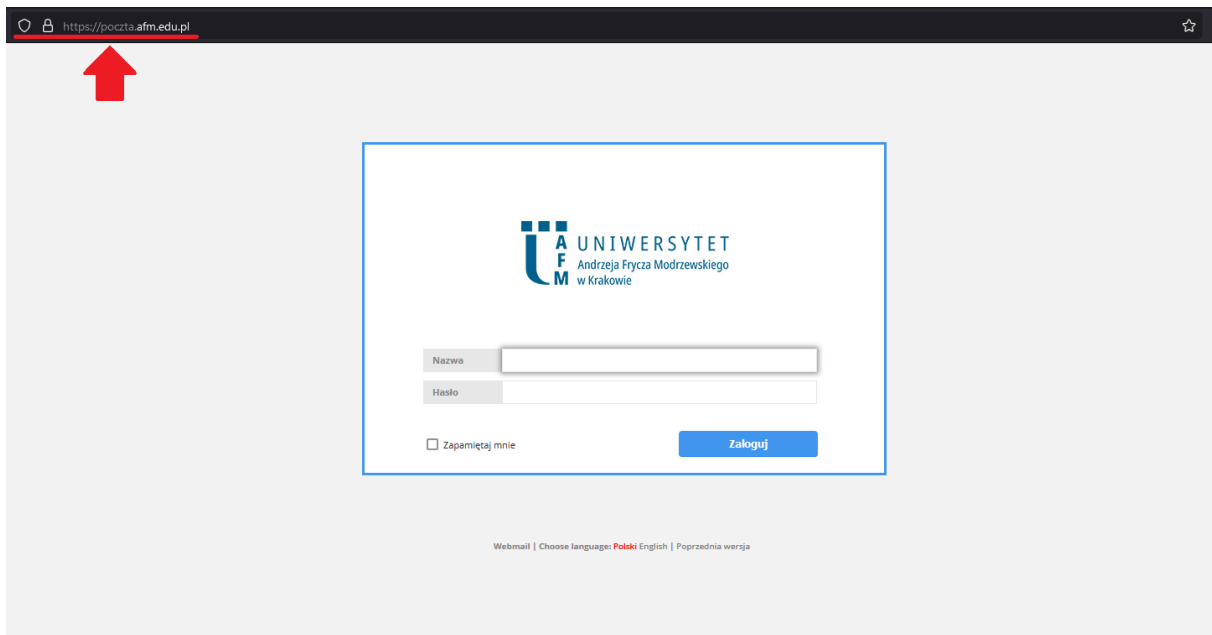 https://poczta.afm.edu.pl
AFM
UNIWERSYTET
Andrzeja Frycza Modrzewskiego
w Krakowie
Nazwa
Hasło
Zapamiętaj mnie
Zaloguj
Webmail | Choose language: Polski English | Poprzednia wersja